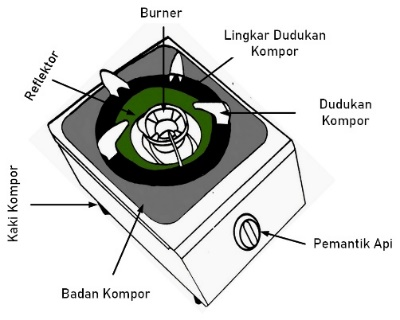 Burner
Lingkar Dudukan
Kompor
Reflektor
Dudukan
Kompor
Kaki Kompor
Pemantik Api
Badan Kompor